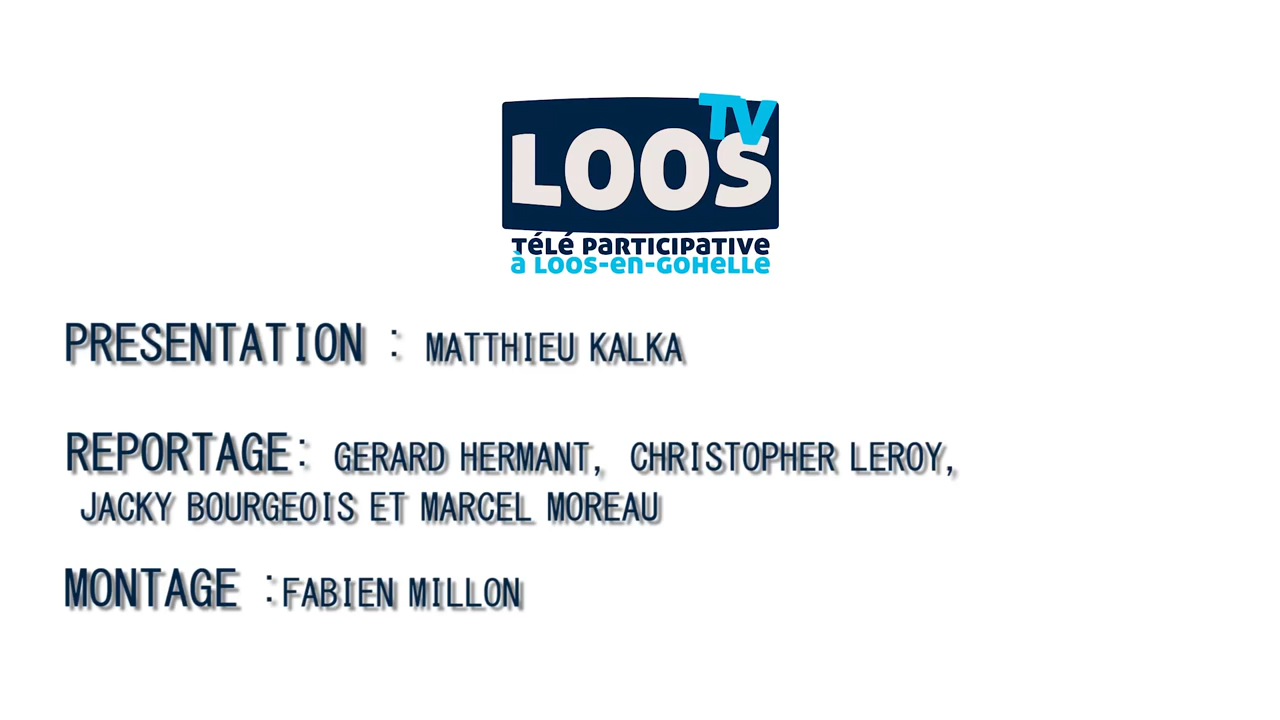 LOOS TV
Télé participative
à Loos-en-Gohelle
PRESENTATION : MATTHIEU KALKA
REPORTAGE: GERARD HERMANT, CHRISTOPHER LEROY,
JACKY BOURGEOIS ET MARCEL MOREAU
MONTAGE :FABIEN MILLON